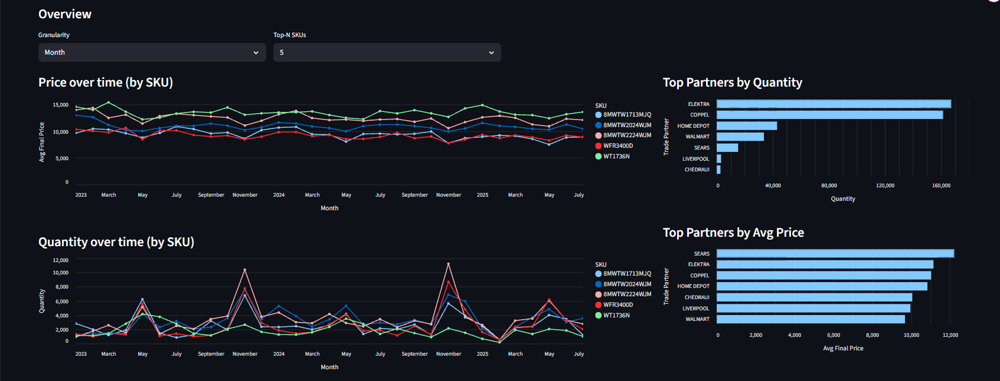 Overview
Granularity
Top-N SKUs
Month
5
Price over time (by SKU)
Avg Final Price
15,000
10,000
5,000
0
2023 March May July September November 2024 March May July September November 2025 March May July
Month
SKU
8MWTW1713MJQ
8MWTW2024WJM
8MWTW2224WJM
WFR3400D
WT1736N
Top Partners by Quantity
Trade Partner
ELEKTRA
COPPEL
HOME DEPOT
WALMART
SEARS
LIVERPOOL
CHEDRAUI
0 40,000 80,000 120,000 160,000
Quantity
Quantity over time (by SKU)
Quantity
12,000
10,000
8,000
6,000
4,000
2,000
0
2023 March May July September November 2024 March May July September November 2025 March May July
Month
SKU
8MWTW1713MJQ
8MWTW2024WJM
8MWTW2224WJM
WFR3400D
WT1736N
Top Partners by Avg Price
Trade Partner
SEARS
ELEKTRA
COPPEL
HOME DEPOT
CHEDRAUI
LIVERPOOL
WALMART
0 2,000 4,000 6,000 8,000 10,000 12,000
Avg Final Price